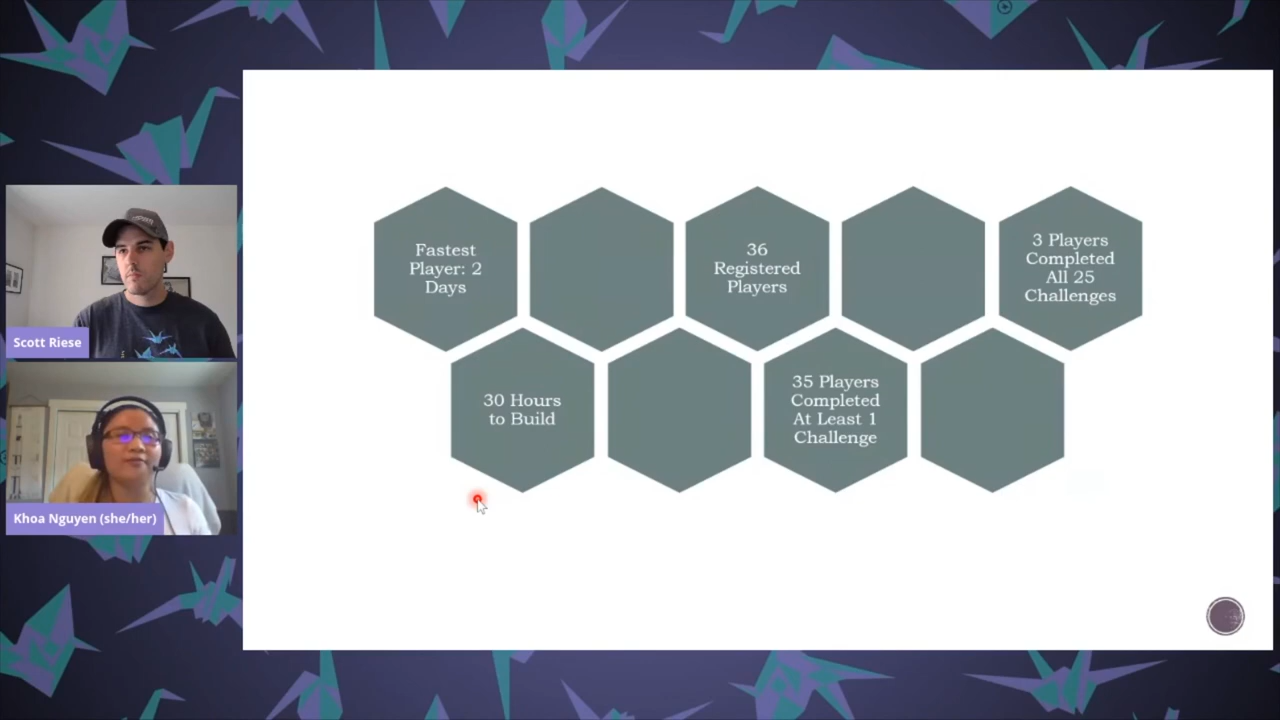 Fastest
Player: 2
Days
36
Registered
Players
3 Players
Completed
All 25
Challenges
30 Hours
to Build
35 Players
Completed
At Least 1
Challenge
Scott Riese
Khoa Nguyen (she/her)